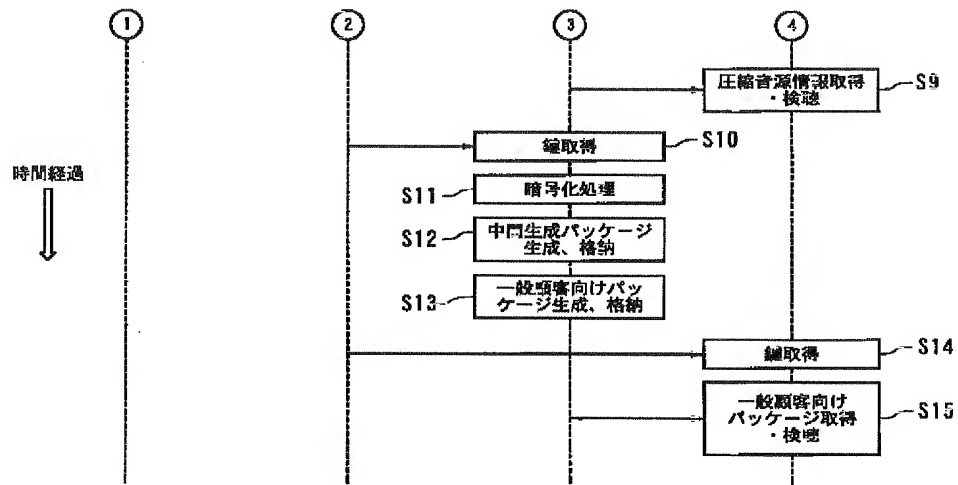 ① ② ③ ④
圧縮音源情報取得
・検聴
S9
鍵取得
S10
時間経過
S11
暗号化処理
S12
中間生成パッケージ
生成、格納
S13
一般顧客向けパッ
ケージ生成、格納
鍵取得
S14
一般顧客向け
パッケージ取得
・検聴
S15